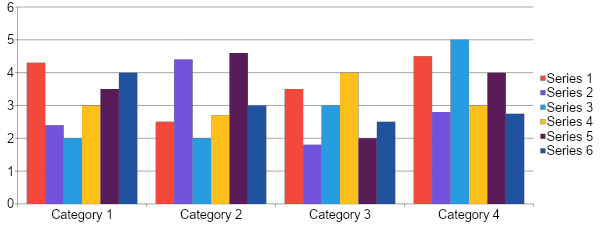 6
5
4
3
2
1
0
Category 1 Category 2 Category 3 Category 4
Series 1
Series 2
Series 3
Series 4
Series 5
Series 6